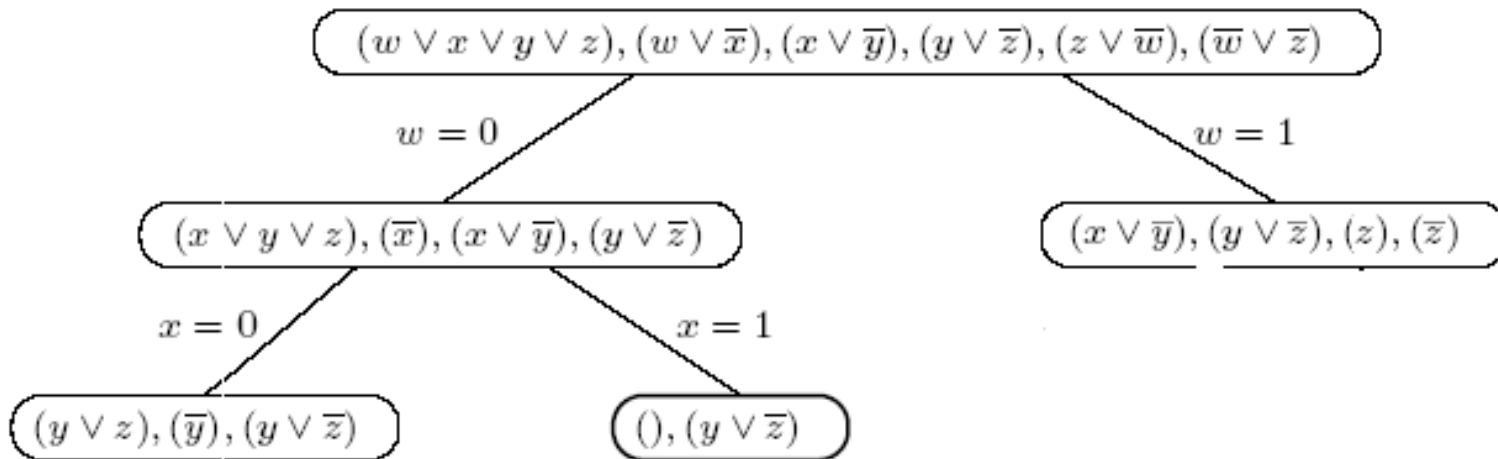 (w ∨ x ∨ y ∨ z), (w ∨ x̅), (x ∨ y̅), (y ∨ z̅), (z ∨ w̅), (w̅ ∨ z̅)
w = 0 w = 1
(x ∨ y ∨ z), (x̅), (x ∨ y̅), (y ∨ z̅) (x ∨ y̅), (y ∨ z̅), (z), (z̅)
x = 0 x = 1
(y ∨ z), (y̅), (y ∨ z̅) (), (y ∨ z̅)